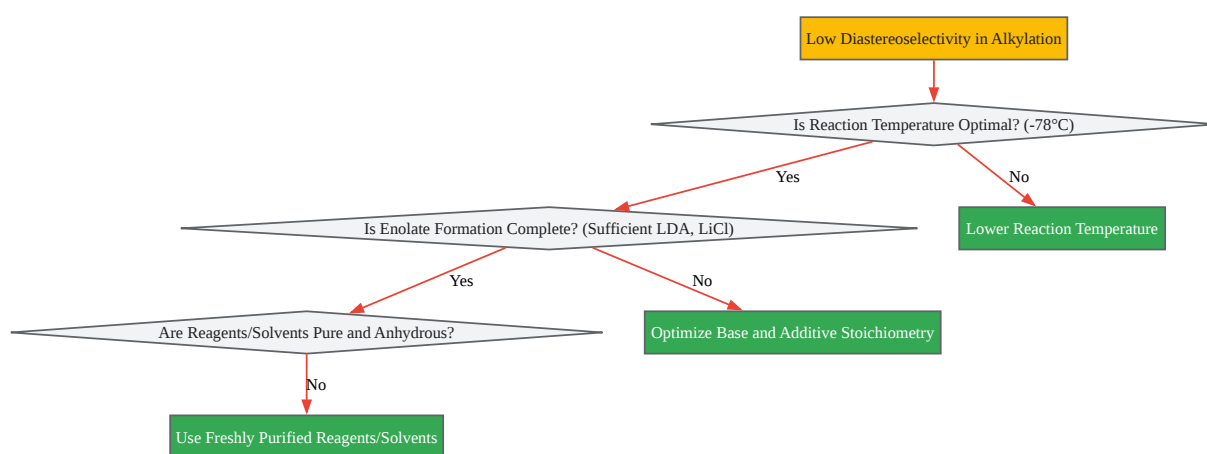 Low Diastereoselectivity in Alkylation
Is Reaction Temperature Optimal? (-78°C)
Yes
No
Is Enolate Formation Complete? (Sufficient LDA, LiCl)
Lower Reaction Temperature
Yes
No
Are Reagents/Solvents Pure and Anhydrous?
Optimize Base and Additive Stoichiometry
No
Use Freshly Purified Reagents/Solvents